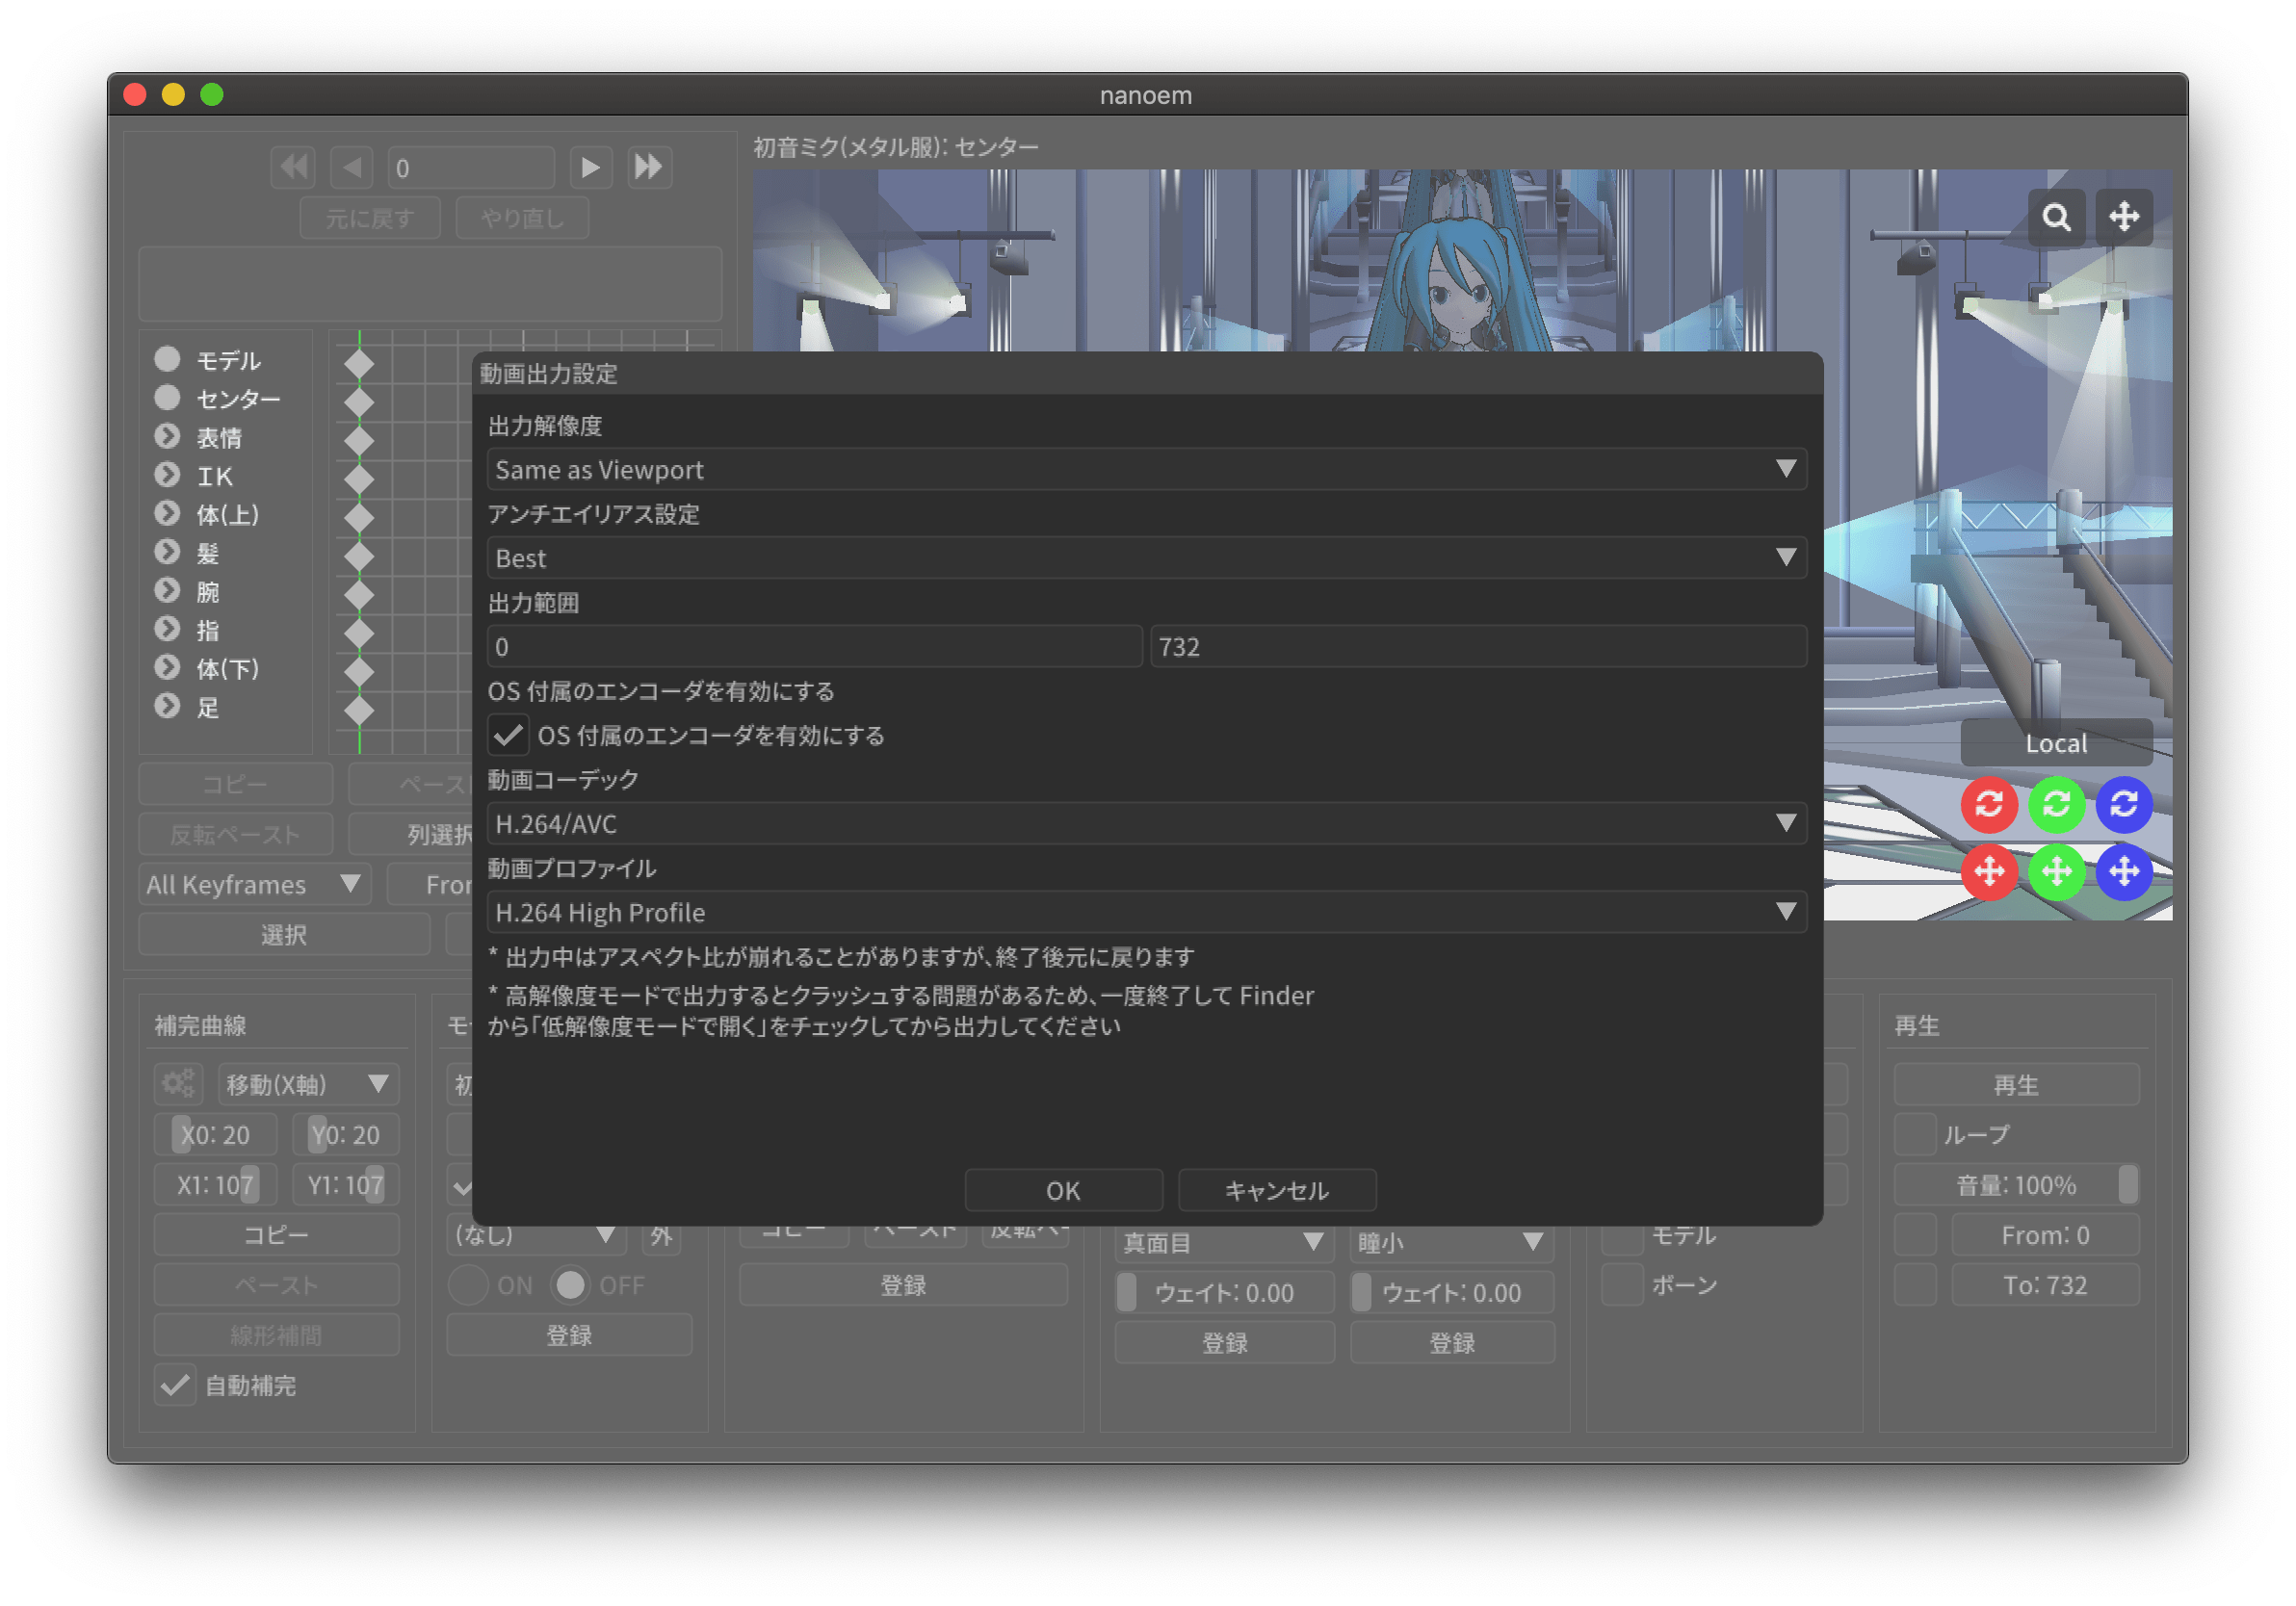 nanoem
0
元に戻す
やり直し
モデル
センター
表情
IK
体(上)
髪
腕
指
体(下)
足
コピー
ペースト
反転ペースト
列選択
All Keyframes
From
選択
初音ミク(メタル服): センター
Local
動画出力設定
出力解像度
Same as Viewport
アンチエイリアス設定
Best
出力範囲
0
732
OS 付属のエンコーダを有効にする
OS 付属のエンコーダを有効にする
動画コーデック
H.264/AVC
動画プロファイル
H.264 High Profile
* 出力中はアスペクト比が崩れることがありますが、終了後元に戻ります
* 高解像度モードで出力するとクラッシュする問題があるため、一度終了して Finder
から「低解像度モードで開く」をチェックしてから出力してください
OK
キャンセル
補完曲線
移動(X軸)
X0: 20
Y0: 20
X1: 107
Y1: 107
コピー
ペースト
線形補間
自動補完
モ
初
(なし)
外
ON
OFF
登録
コピー
ペースト
反転ペ
登録
真面目
瞳小
ウェイト: 0.00
ウェイト: 0.00
登録
登録
モデル
ボーン
再生
再生
ループ
音量: 100%
From: 0
To: 732